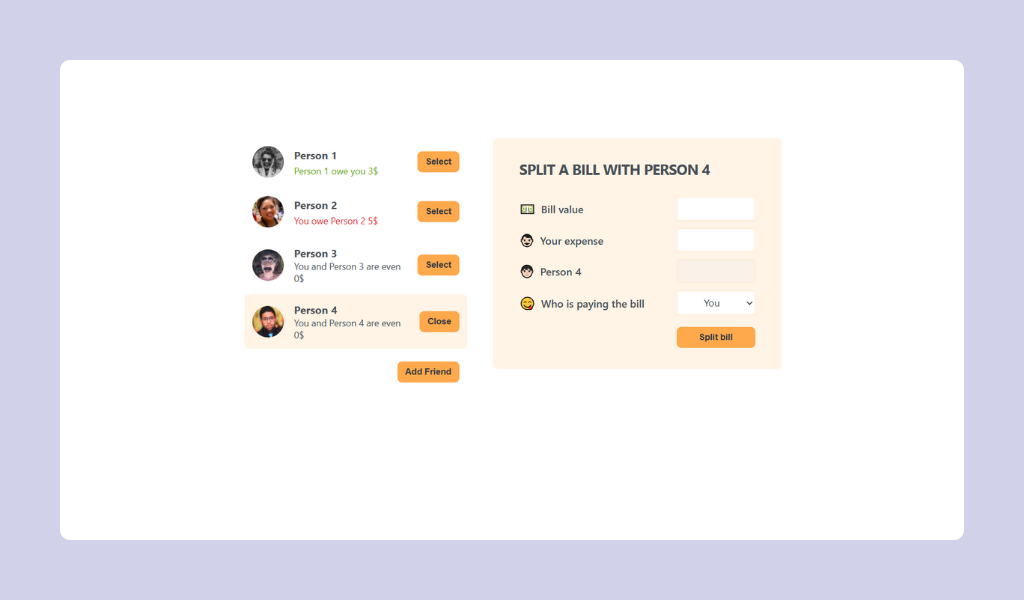 Person 1
Person 1 owe you 3$
Select
Person 2
You owe Person 2 5$
Select
Person 3
You and Person 3 are even
0$
Select
Person 4
You and Person 4 are even
0$
Close
Add Friend
SPLIT A BILL WITH PERSON 4
Bill value
Your expense
Person 4
Who is paying the bill
You
Split bill